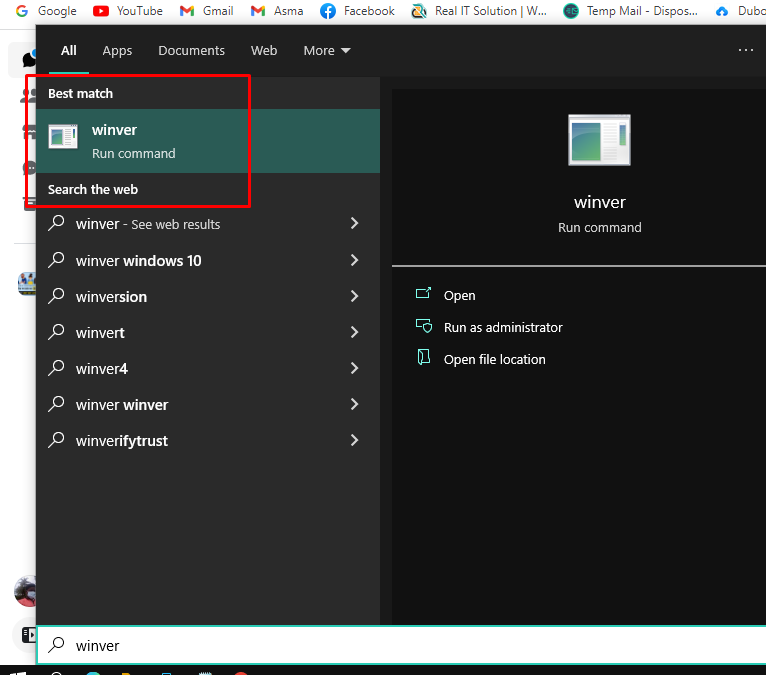 Google YouTube Gmail Asma Facebook Real IT Solution | W... Temp Mail - Dispos... Dubo
All Apps Documents Web More
Best match
winver
Run command
Search the web
winver - See web results
winver windows 10
winversion
winvert
winver4
winver winver
winverifytrust
winver
Run command
Open
Run as administrator
Open file location
winver